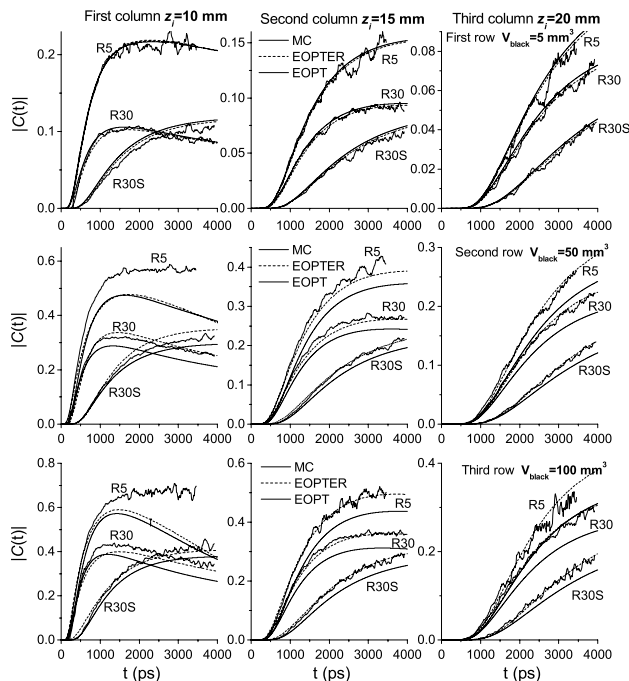 First column z_i=10 mm
Second column z_i=15 mm
Third column z_i=20 mm
|C(t)|
0.2
0.1
0.0
0 1000 2000 3000 4000
R5
R30
R30S
0.15
0.10
0.05
0.00
0 1000 2000 3000 4000
MC
EOPTER
EOPT
R5
R30
R30S
First row V_black=5 mm³
0.08
0.06
0.04
0.02
0.00
0 1000 2000 3000 4000
R5
R30
R30S
|C(t)|
0.6
0.4
0.2
0.0
0 1000 2000 3000 4000
R5
R30
R30S
0.4
0.3
0.2
0.1
0.0
0 1000 2000 3000 4000
MC
EOPTER
EOPT
R5
R30
R30S
Second row V_black=50 mm³
0.3
0.2
0.1
0.0
0 1000 2000 3000 4000
R5
R30
R30S
|C(t)|
0.8
0.6
0.4
0.2
0.0
0 1000 2000 3000 4000
t (ps)
R5
R30
R30S
0.6
0.4
0.2
0.0
0 1000 2000 3000 4000
t (ps)
MC
EOPTER
EOPT
R5
R30
R30S
Third row V_black=100 mm³
0.4
0.2
0.0
0 1000 2000 3000 4000
t (ps)
R5
R30
R30S